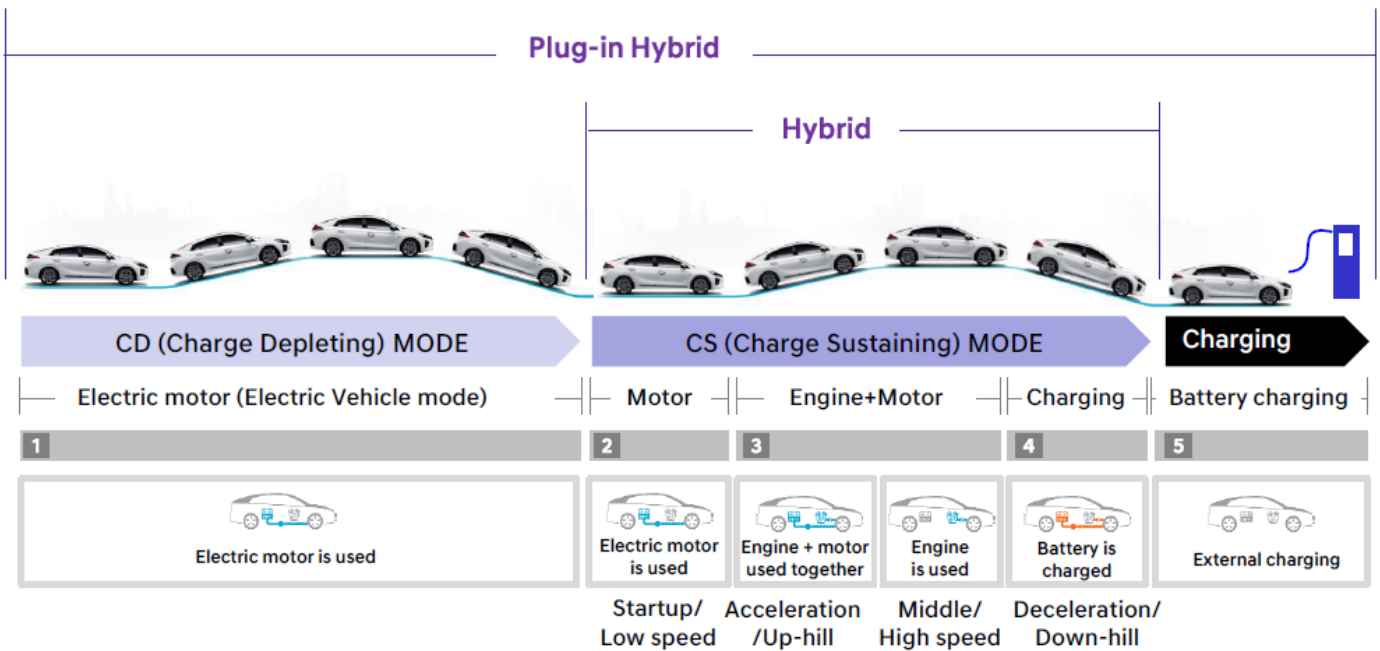 Plug-in Hybrid
Hybrid
CD (Charge Depleting) MODE
CS (Charge Sustaining) MODE
Charging
Electric motor (Electric Vehicle mode)
Motor
Engine+Motor
Charging
Battery charging
1
2
3
4
5
Electric motor is used
Electric motor
is used
Engine + motor
used together
Engine
is used
Battery is
charged
External charging
Startup/
Low speed
Acceleration
/Up-hill
Middle/
High speed
Deceleration/
Down-hill